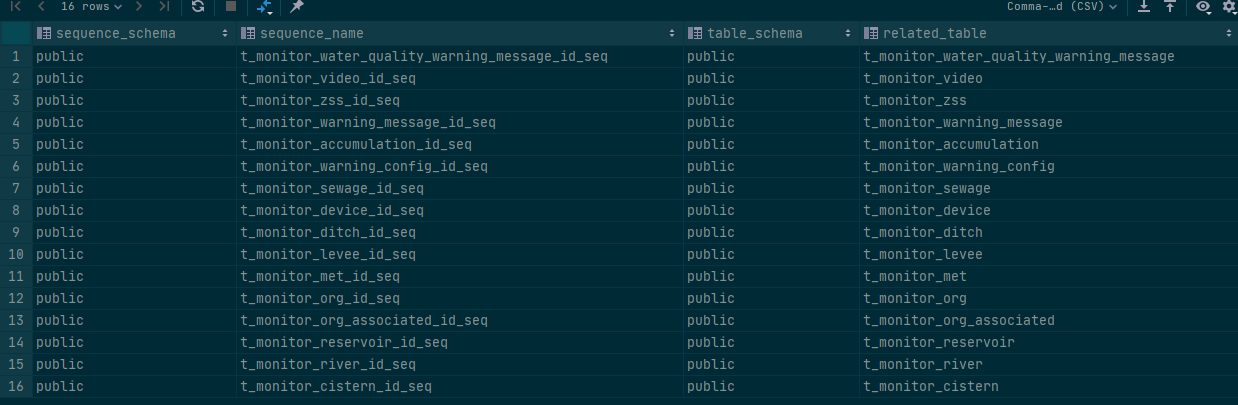 16 rows Comma-…d (CSV)
sequence_schema sequence_name table_schema related_table
1 public t_monitor_water_quality_warning_message_id_seq public t_monitor_water_quality_warning_message
2 public t_monitor_video_id_seq public t_monitor_video
3 public t_monitor_zss_id_seq public t_monitor_zss
4 public t_monitor_warning_message_id_seq public t_monitor_warning_message
5 public t_monitor_accumulation_id_seq public t_monitor_accumulation
6 public t_monitor_warning_config_id_seq public t_monitor_warning_config
7 public t_monitor_sewage_id_seq public t_monitor_sewage
8 public t_monitor_device_id_seq public t_monitor_device
9 public t_monitor_ditch_id_seq public t_monitor_ditch
10 public t_monitor_levee_id_seq public t_monitor_levee
11 public t_monitor_met_id_seq public t_monitor_met
12 public t_monitor_org_id_seq public t_monitor_org
13 public t_monitor_org_associated_id_seq public t_monitor_org_associated
14 public t_monitor_reservoir_id_seq public t_monitor_reservoir
15 public t_monitor_river_id_seq public t_monitor_river
16 public t_monitor_cistern_id_seq public t_monitor_cistern